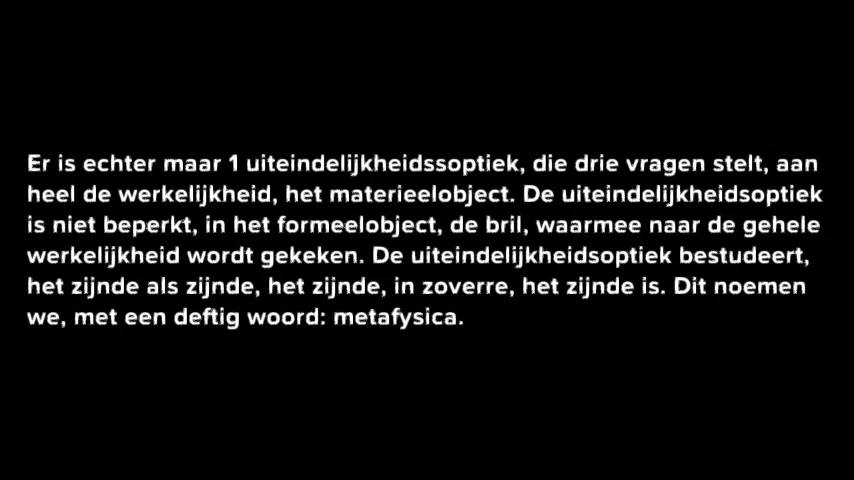 Er is echter maar 1 uiteindelijkheidssoptiek, die drie vragen stelt, aan
heel de werkelijkheid, het materieelobject. De uiteindelijkheidsoptiek
is niet beperkt, in het formeelobject, de bril, waarmee naar de gehele
werkelijkheid wordt gekeken. De uiteindelijkheidsoptiek bestudeert,
het zijnde als zijnde, het zijnde, in zoverre, het zijnde is. Dit noemen
we, met een deftig woord: metafysica.